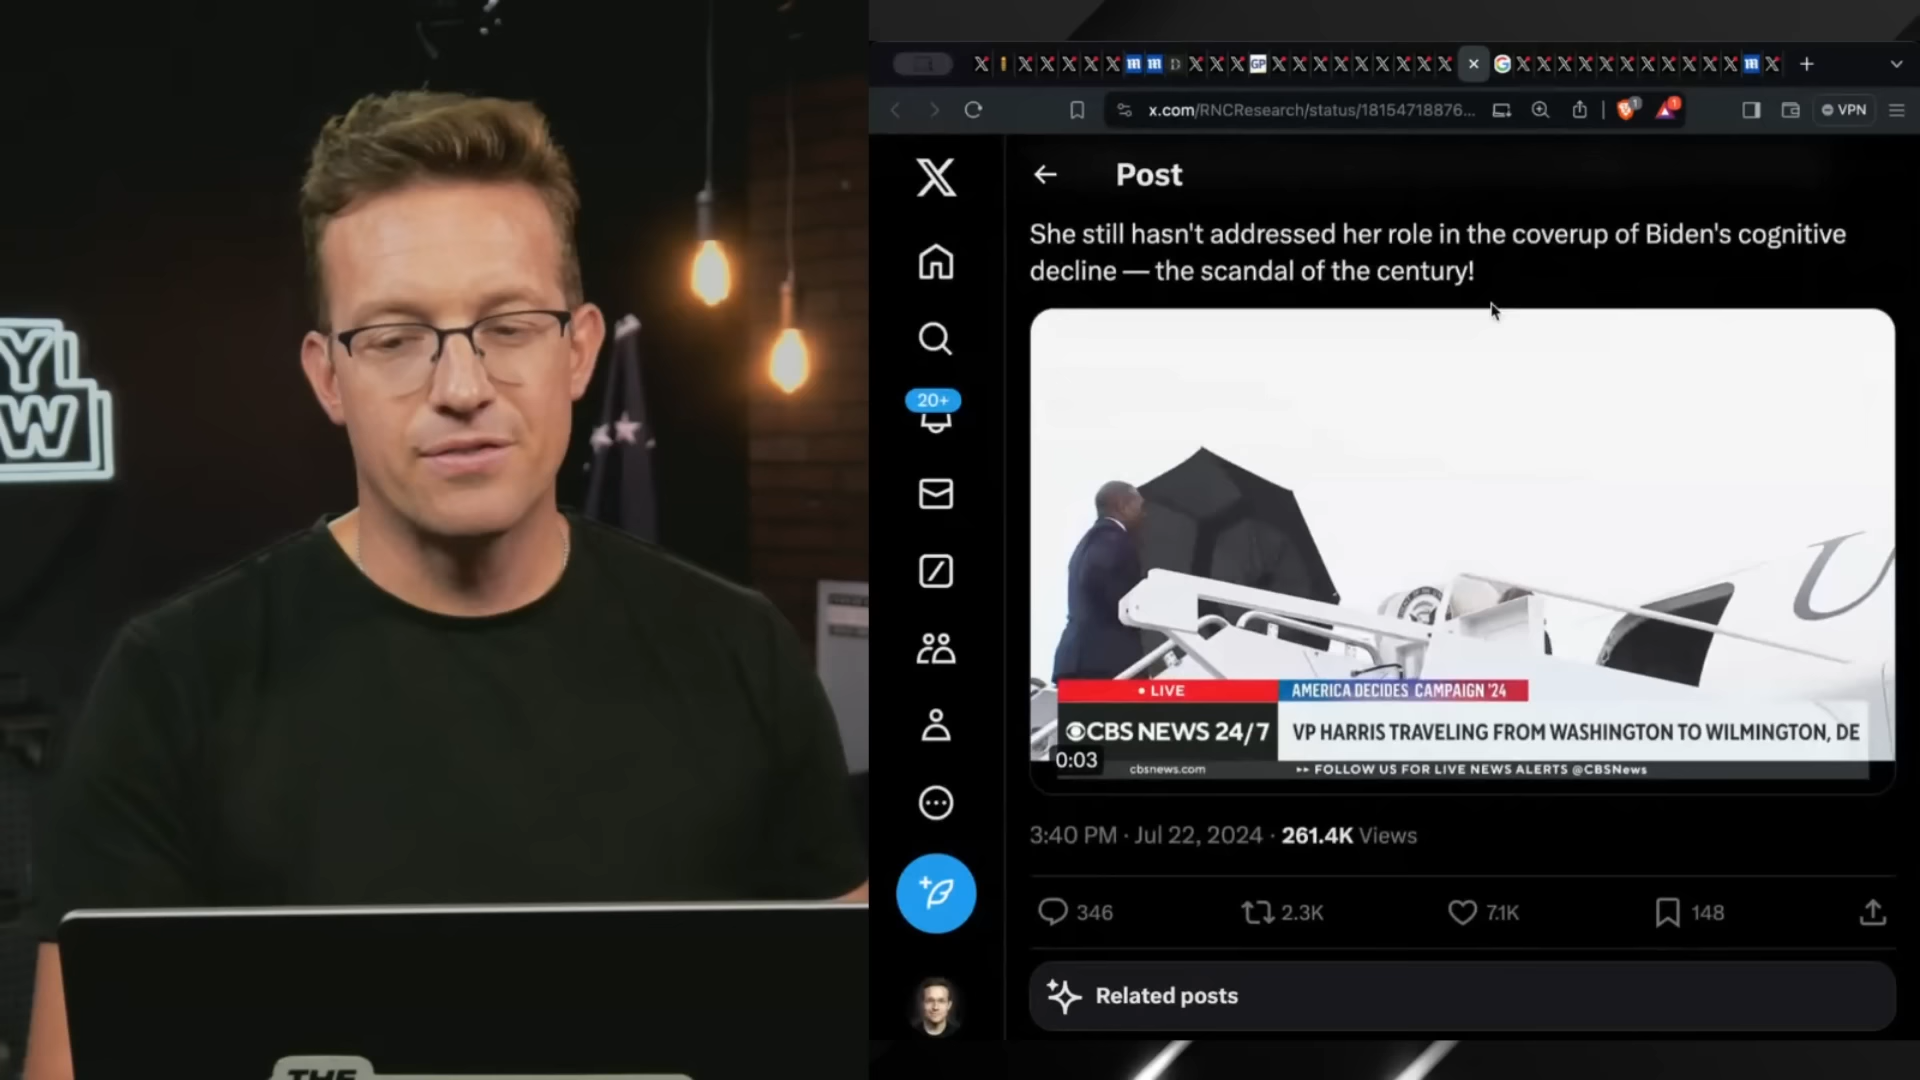 YI
W
THE
x.com/RNCResearch/status/18154718876...
VPN
Post
She still hasn't addressed her role in the coverup of Biden's cognitive
decline — the scandal of the century!
20+
LIVE
AMERICA DECIDES CAMPAIGN '24
CBS NEWS 24/7
VP HARRIS TRAVELING FROM WASHINGTON TO WILMINGTON, DE
0:03
cbsnews.com
FOLLOW US FOR LIVE NEWS ALERTS @CBSNews
3:40 PM · Jul 22, 2024 · 261.4K Views
346
2.3K
7.1K
148
Related posts